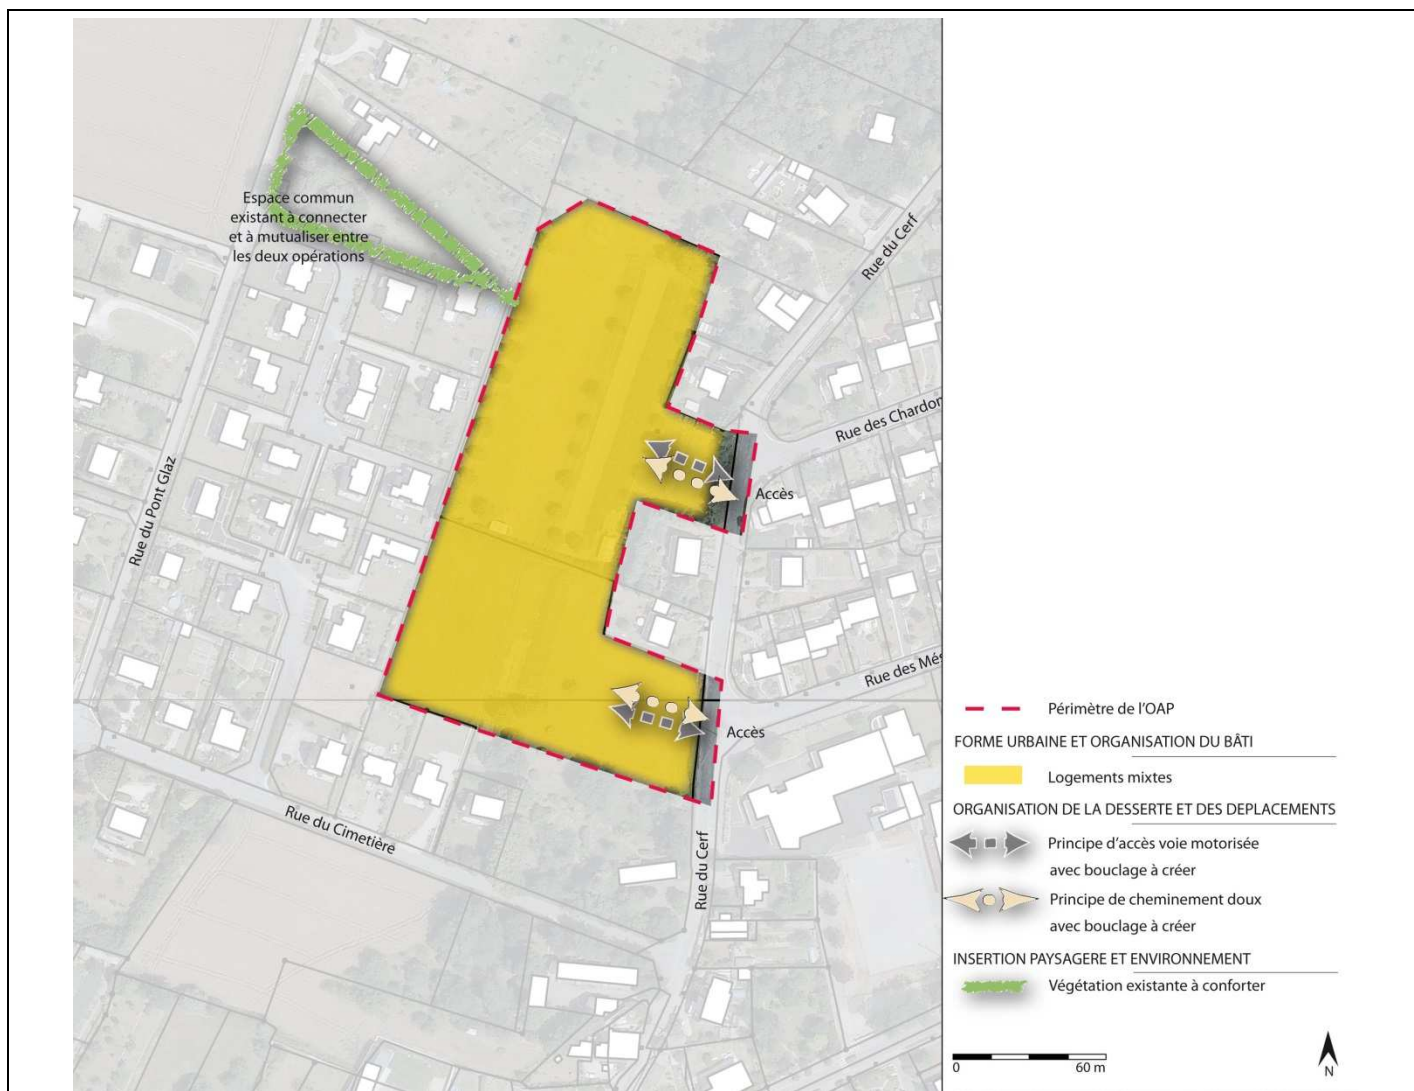 Espace commun
existant à connecter
et à mutualiser entre
les deux opérations
Rue du Cerf
Rue des Chardon
Rue du Pont Glaz
Accès
Rue des Més
Accès
Rue du Cimetière
Rue du Cerf
Périmètre de l'OAP
FORME URBAINE ET ORGANISATION DU BÂTI
Logements mixtes
ORGANISATION DE LA DESSERTE ET DES DEPLACEMENTS
Principe d'accès voie motorisée
avec bouclage à créer
Principe de cheminement doux
avec bouclage à créer
INSERTION PAYSAGERE ET ENVIRONNEMENT
Végétation existante à conforter
0 60 m
N